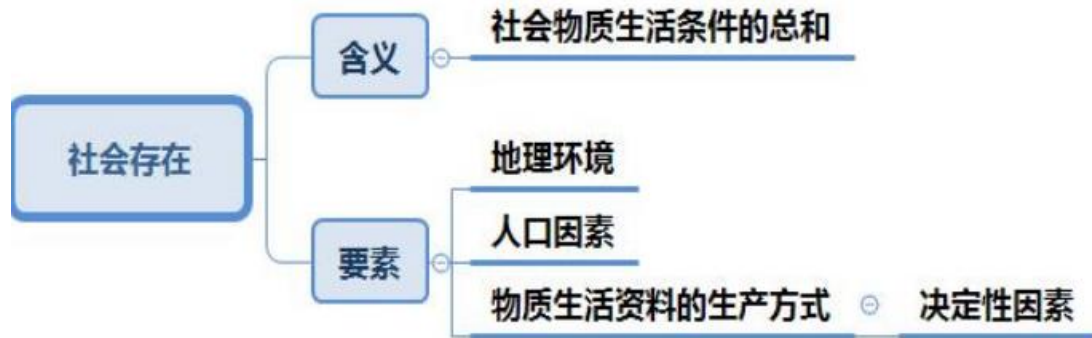 社会存在
含义
社会物质生活条件的总和
要素
地理环境
人口因素
物质生活资料的生产方式
决定性因素